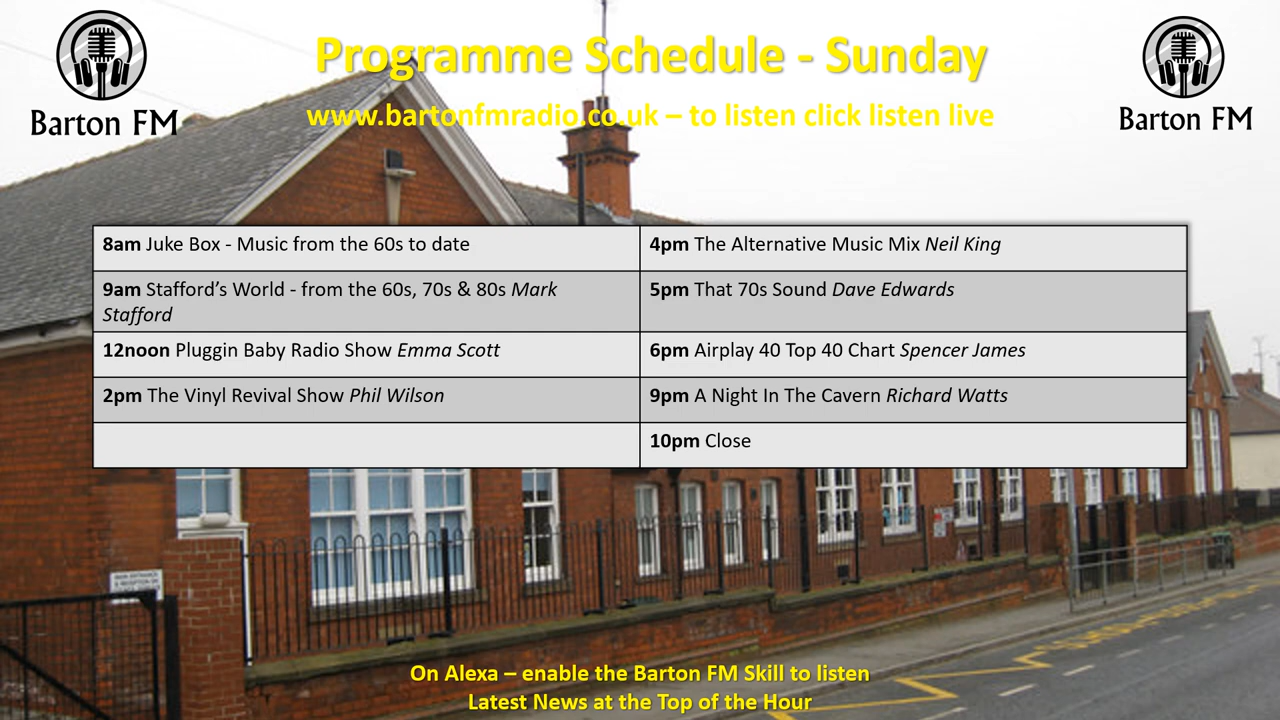 Barton FM
Programme Schedule - Sunday
www.bartonfmradio.co.uk – to listen click listen live
Barton FM
8am Juke Box - Music from the 60s to date
9am Stafford's World - from the 60s, 70s & 80s Mark
Stafford
12noon Pluggin Baby Radio Show Emma Scott
2pm The Vinyl Revival Show Phil Wilson
4pm The Alternative Music Mix Neil King
5pm That 70s Sound Dave Edwards
6pm Airplay 40 Top 40 Chart Spencer James
9pm A Night In The Cavern Richard Watts
10pm Close
On Alexa – enable the Barton FM Skill to listen
Latest News at the Top of the Hour